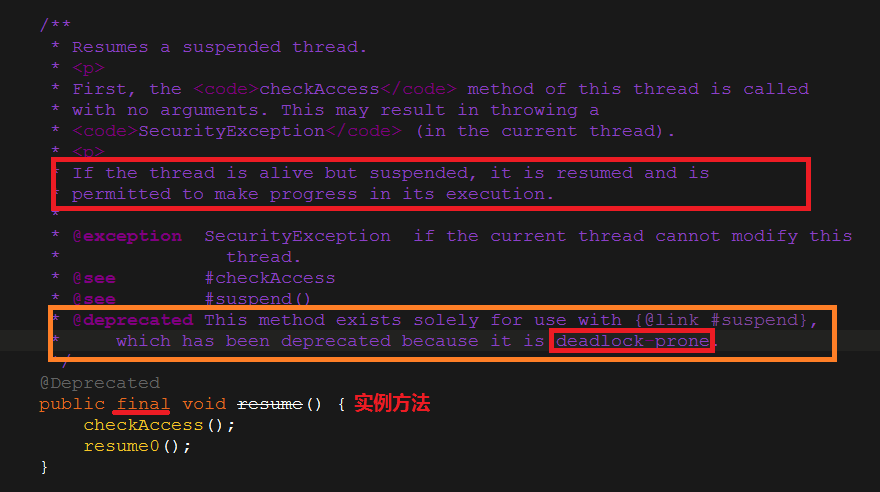 /**
* Resumes a suspended thread.
* <p>
* First, the <code>checkAccess</code> method of this thread is called
* with no arguments. This may result in throwing a
* <code>SecurityException</code> (in the current thread).
* <p>
* If the thread is alive but suspended, it is resumed and is
* permitted to make progress in its execution.
*
* @exception  SecurityException  if the current thread cannot modify this
*               thread.
* @see        #checkAccess
* @see        #suspend()
* @deprecated This method exists solely for use with {@link #suspend},
*     which has been deprecated because it is deadlock-prone.
*/
@Deprecated
public final void resume() { 实例方法
    checkAccess();
    resume0();
}